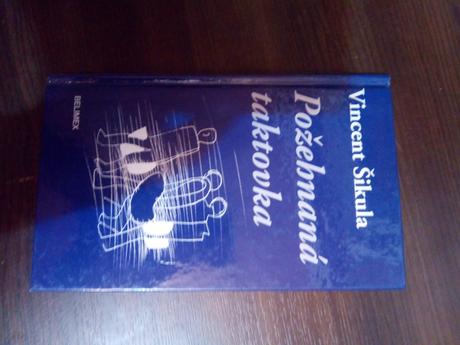 Vincent Šikula
Požehnaná
taktovka
BELIMEX